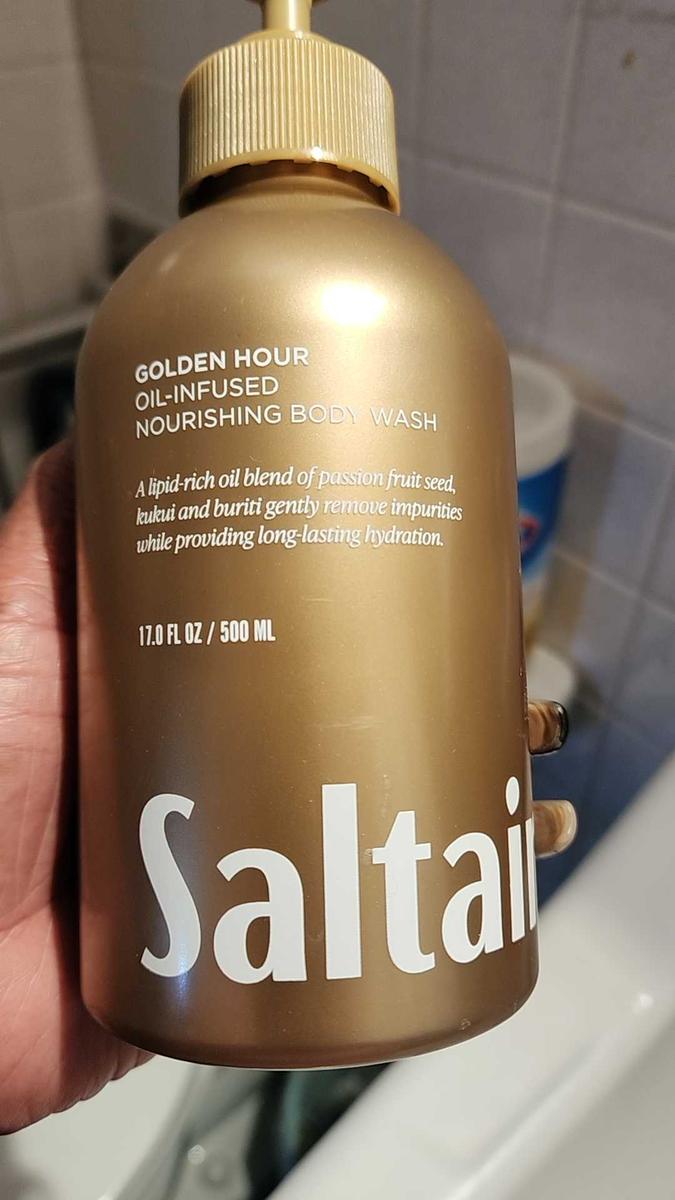 GOLDEN HOUR
OIL-INFUSED
NOURISHING BODY WASH
A lipid-rich oil blend of passion fruit seed,
kukui and buriti gently remove impurities
while providing long-lasting hydration.
17.0 FL OZ / 500 ML
Saltair